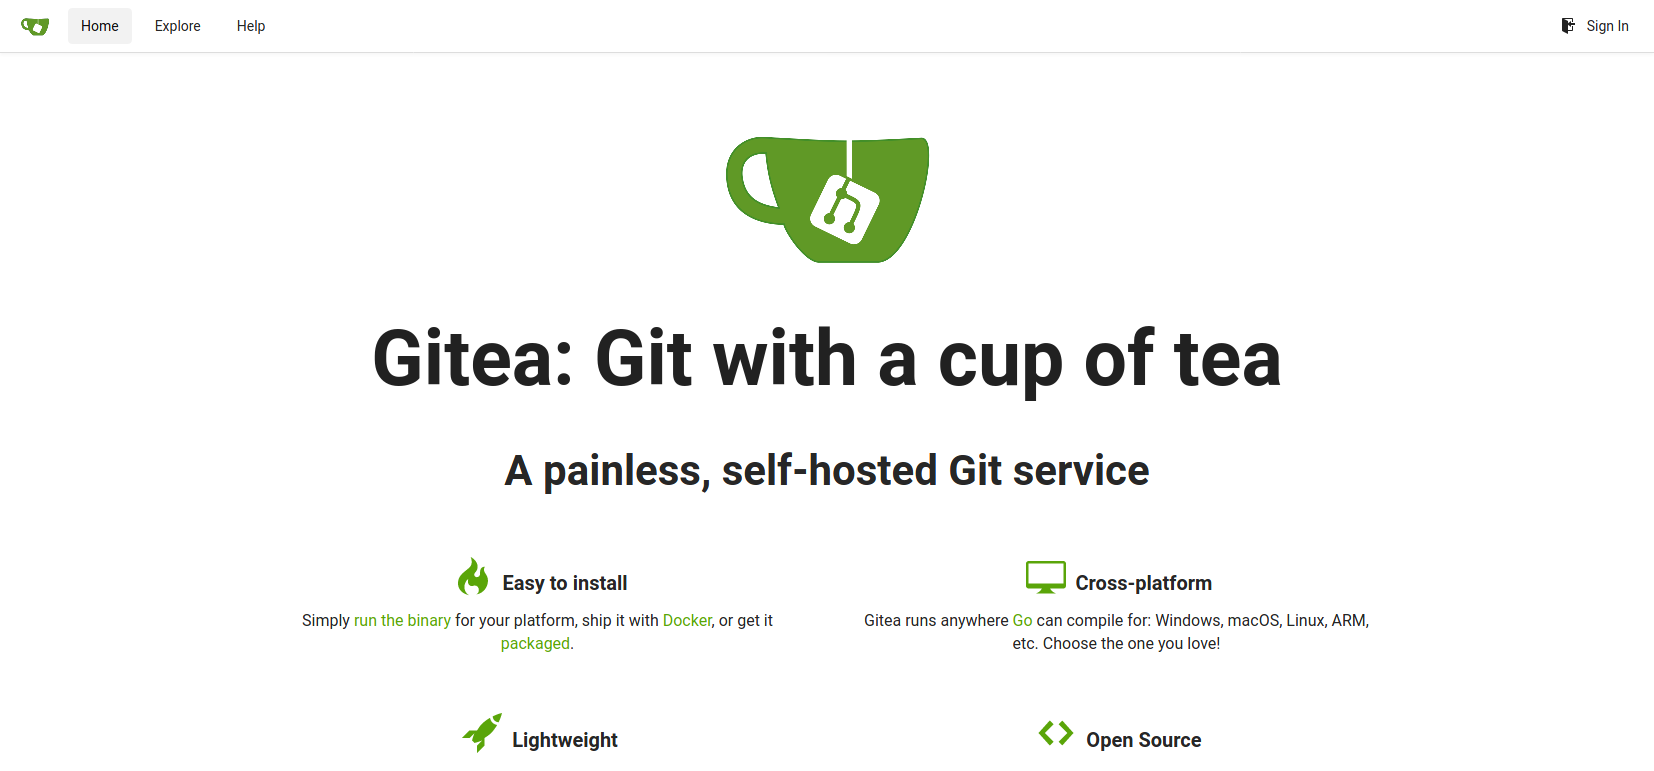 Home Explore Help Sign In
Gitea: Git with a cup of tea
A painless, self-hosted Git service
Easy to install
Simply run the binary for your platform, ship it with Docker, or get it
packaged.
Cross-platform
Gitea runs anywhere Go can compile for: Windows, macOS, Linux, ARM,
etc. Choose the one you love!
Lightweight
Open Source